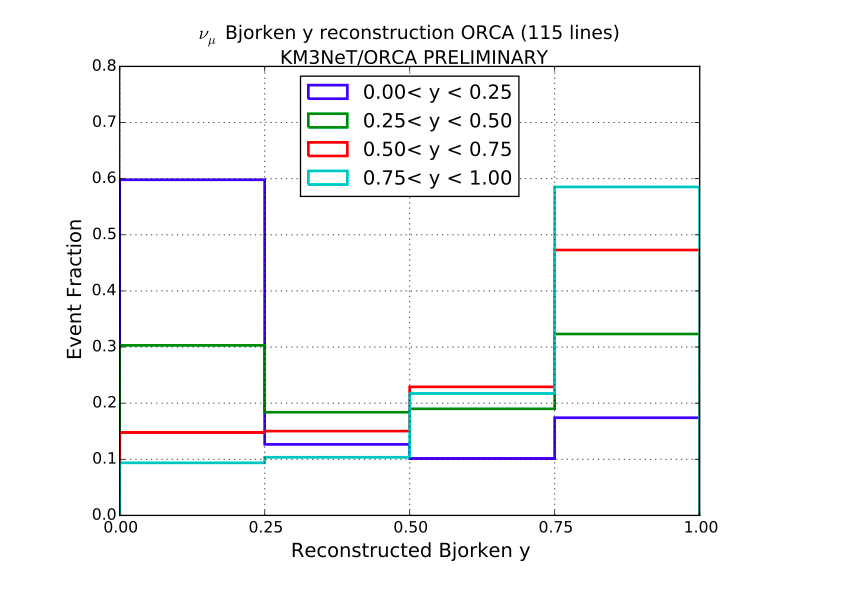 ν_μ Bjorken y reconstruction ORCA (115 lines)
KM3NeT/ORCA PRELIMINARY
0.00< y < 0.25
0.25< y < 0.50
0.50< y < 0.75
0.75< y < 1.00
Event Fraction
0.8
0.7
0.6
0.5
0.4
0.3
0.2
0.1
0.0
0.00 0.25 0.50 0.75 1.00
Reconstructed Bjorken y